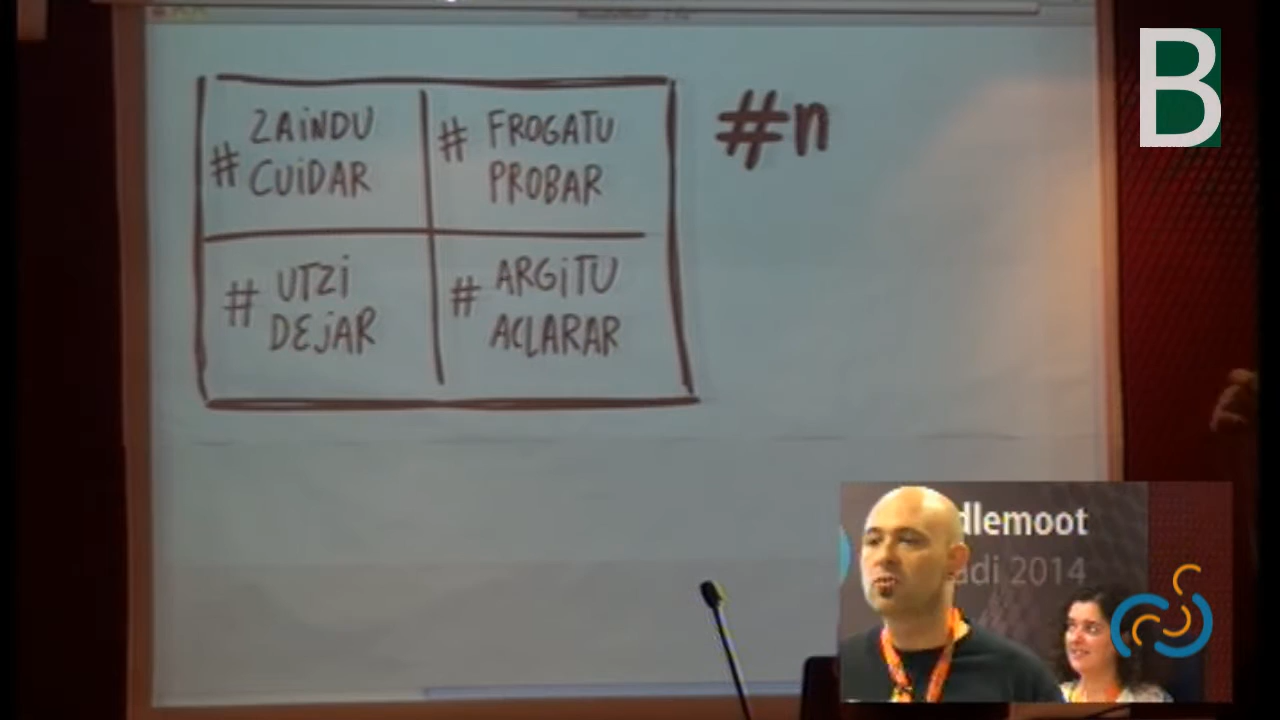 B
# ZAINDU
CUIDAR
# FROGATU
PROBAR
#n
# UTZI
DEJAR
# ARGITU
ACLARAR
dlemoot
adi 2014